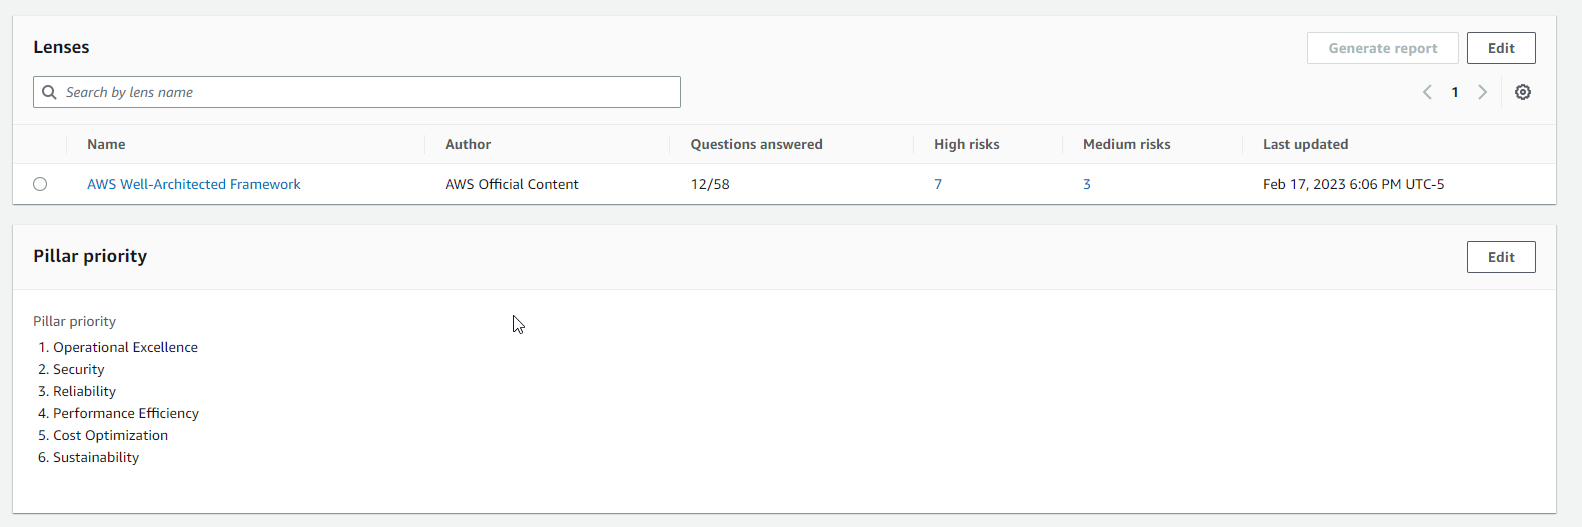 Lenses
Generate report
Edit
Search by lens name
1
Name Author Questions answered High risks Medium risks Last updated
AWS Well-Architected Framework AWS Official Content 12/58 7 3 Feb 17, 2023 6:06 PM UTC-5
Pillar priority
Edit
Pillar priority
1. Operational Excellence
2. Security
3. Reliability
4. Performance Efficiency
5. Cost Optimization
6. Sustainability